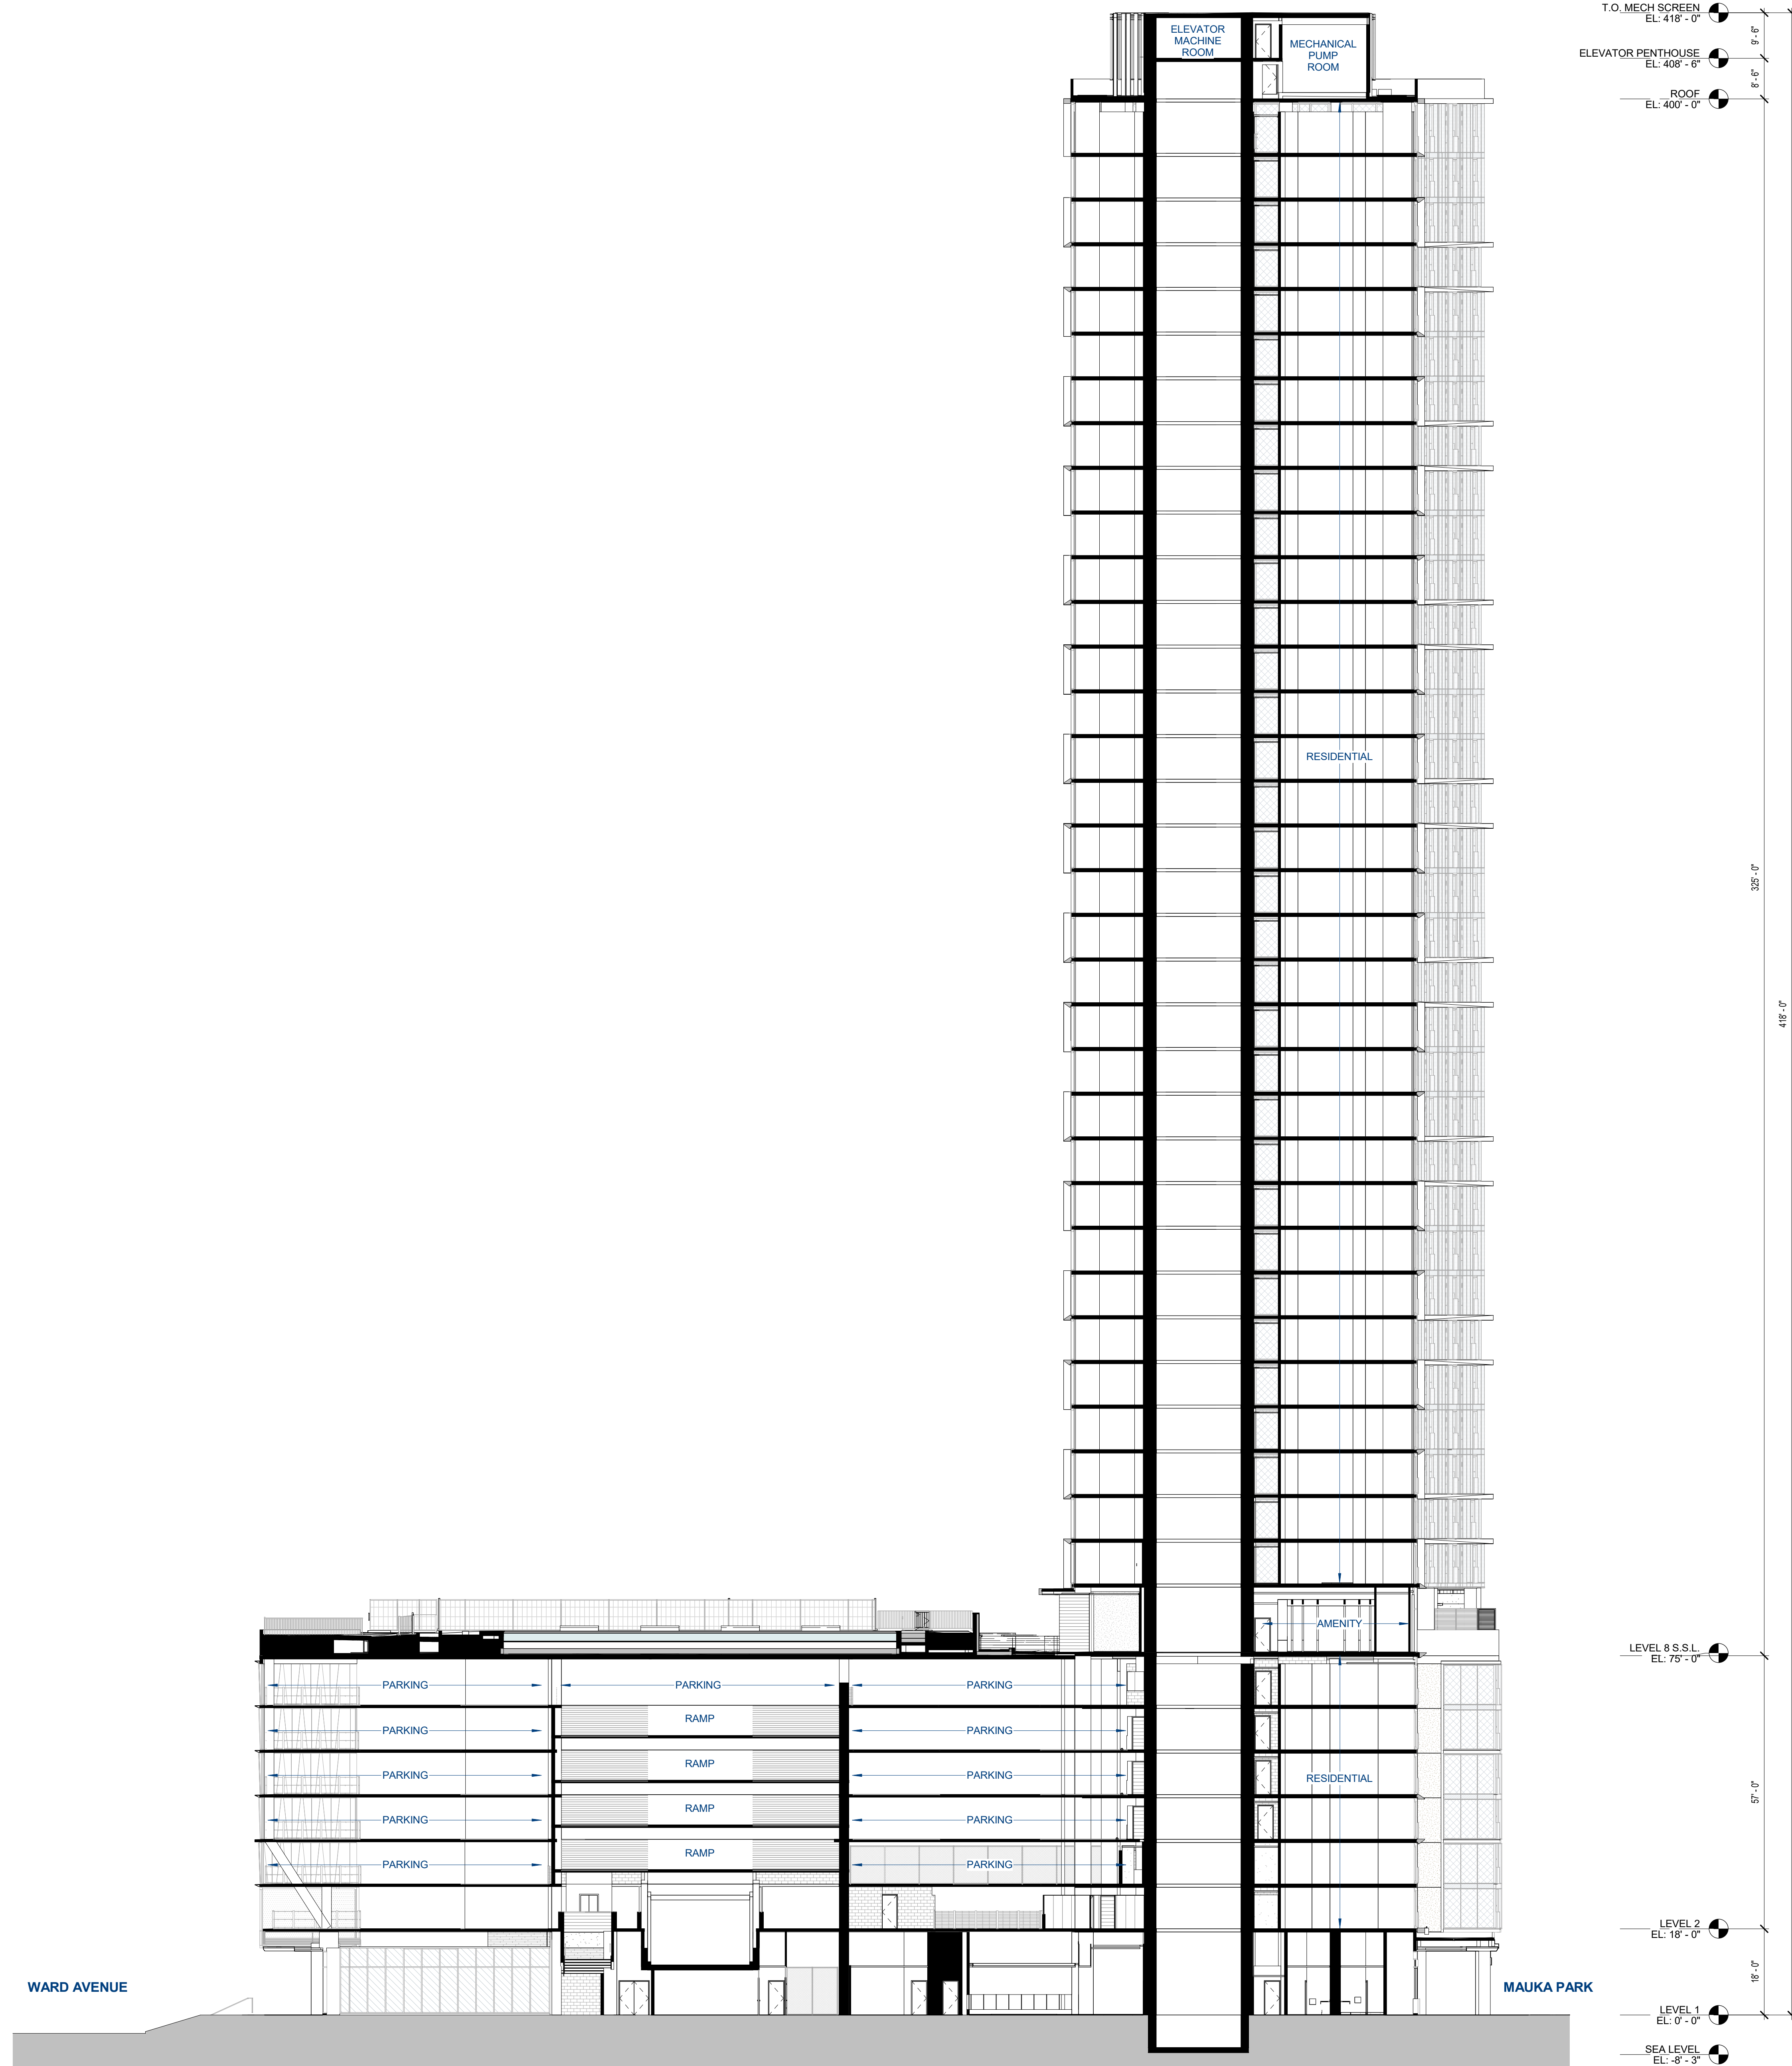 T.O. MECH SCREEN
EL: 418' - 0"
9' - 6"
ELEVATOR
MACHINE
ROOM
MECHANICAL
PUMP
ROOM
ELEVATOR PENTHOUSE
EL: 408' - 6"
8' - 6"
ROOF
EL: 400' - 0"
RESIDENTIAL
325' - 0"
418' - 0"
AMENITY
LEVEL 8 S.S.L.
EL: 75' - 0"
PARKING
PARKING
PARKING
RAMP
PARKING
PARKING
RAMP
PARKING
PARKING
RESIDENTIAL
57' - 0"
RAMP
PARKING
PARKING
RAMP
PARKING
PARKING
LEVEL 2
EL: 18' - 0"
18' - 0"
WARD AVENUE
MAUKA PARK
LEVEL 1
EL: 0' - 0"
SEA LEVEL
EL: -8' - 3"